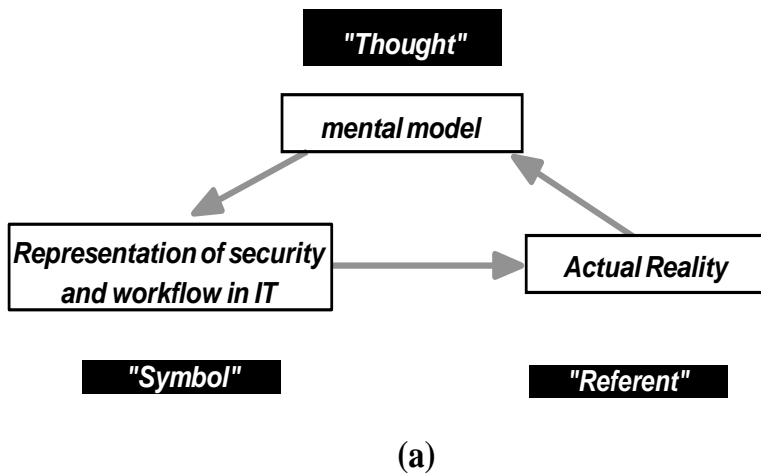 "Thought"
mental model
Representation of security
and workflow in IT
Actual Reality
"Symbol"
"Referent"
(a)